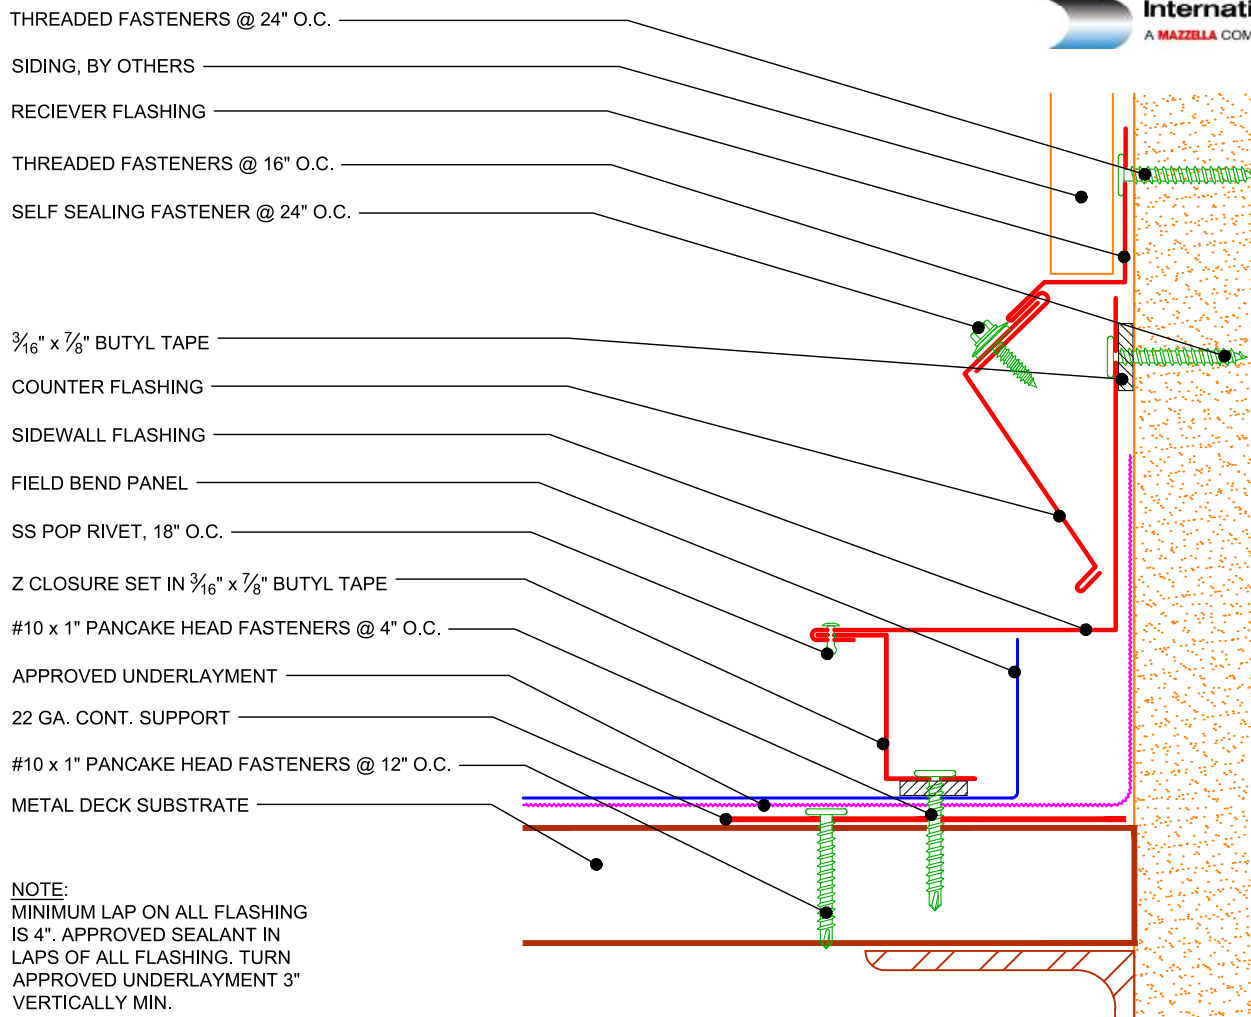 THREADED FASTENERS @ 24" O.C.
Internati
A MAZZELLA COM
SIDING, BY OTHERS
RECIEVER FLASHING
THREADED FASTENERS @ 16" O.C.
SELF SEALING FASTENER @ 24" O.C.
3/16" x 7/8" BUTYL TAPE
COUNTER FLASHING
SIDEWALL FLASHING
FIELD BEND PANEL
SS POP RIVET, 18" O.C.
Z CLOSURE SET IN 3/16" x 7/8" BUTYL TAPE
#10 x 1" PANCAKE HEAD FASTENERS @ 4" O.C.
APPROVED UNDERLAYMENT
22 GA. CONT. SUPPORT
#10 x 1" PANCAKE HEAD FASTENERS @ 12" O.C.
METAL DECK SUBSTRATE
NOTE:
MINIMUM LAP ON ALL FLASHING
IS 4". APPROVED SEALANT IN
LAPS OF ALL FLASHING. TURN
APPROVED UNDERLAYMENT 3"
VERTICALLY MIN.